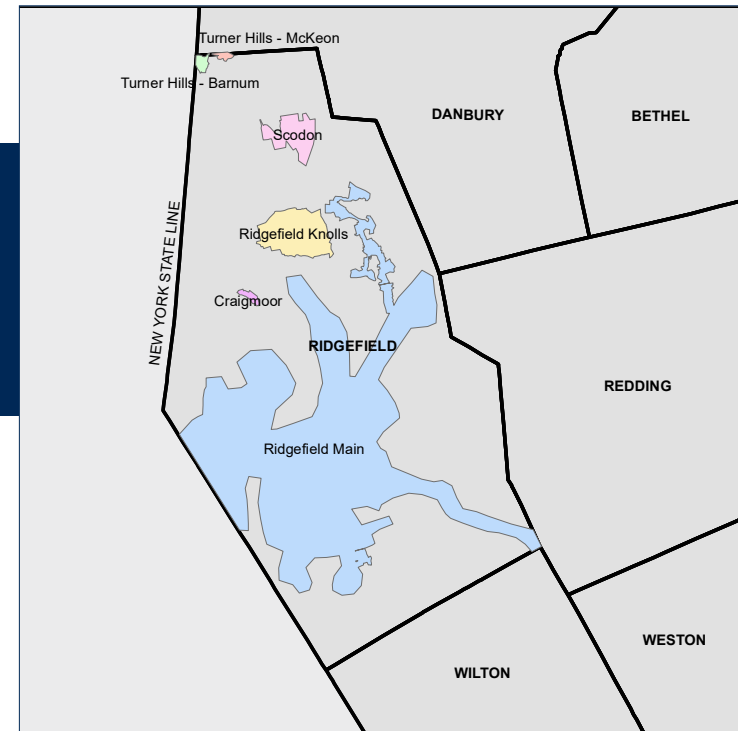 Turner Hills - McKeon
Turner Hills - Barnum
DANBURY
BETHEL
Scodon
NEW YORK STATE LINE
Ridgefield Knolls
Craigmoor
RIDGEFIELD
REDDING
Ridgefield Main
WESTON
WILTON